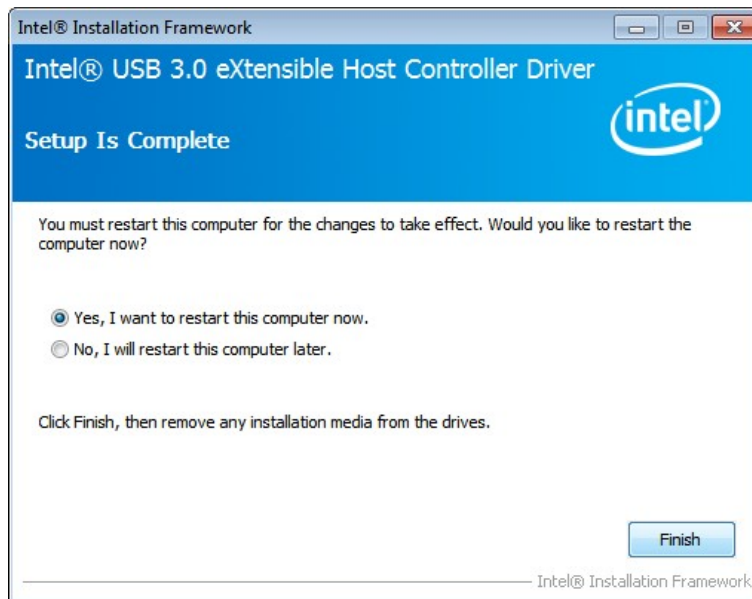 Intel® Installation Framework
Intel® USB 3.0 eXtensible Host Controller Driver
intel
Setup Is Complete
You must restart this computer for the changes to take effect. Would you like to restart the
computer now?
Yes, I want to restart this computer now.
No, I will restart this computer later.
Click Finish, then remove any installation media from the drives.
Finish
Intel® Installation Framework